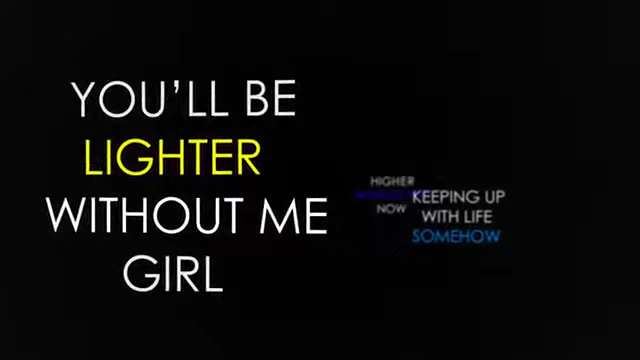 YOU'LL BE
LIGHTER
WITHOUT ME
GIRL
HIGHER
NOW
KEEPING UP
WITH LIFE
SOMEHOW